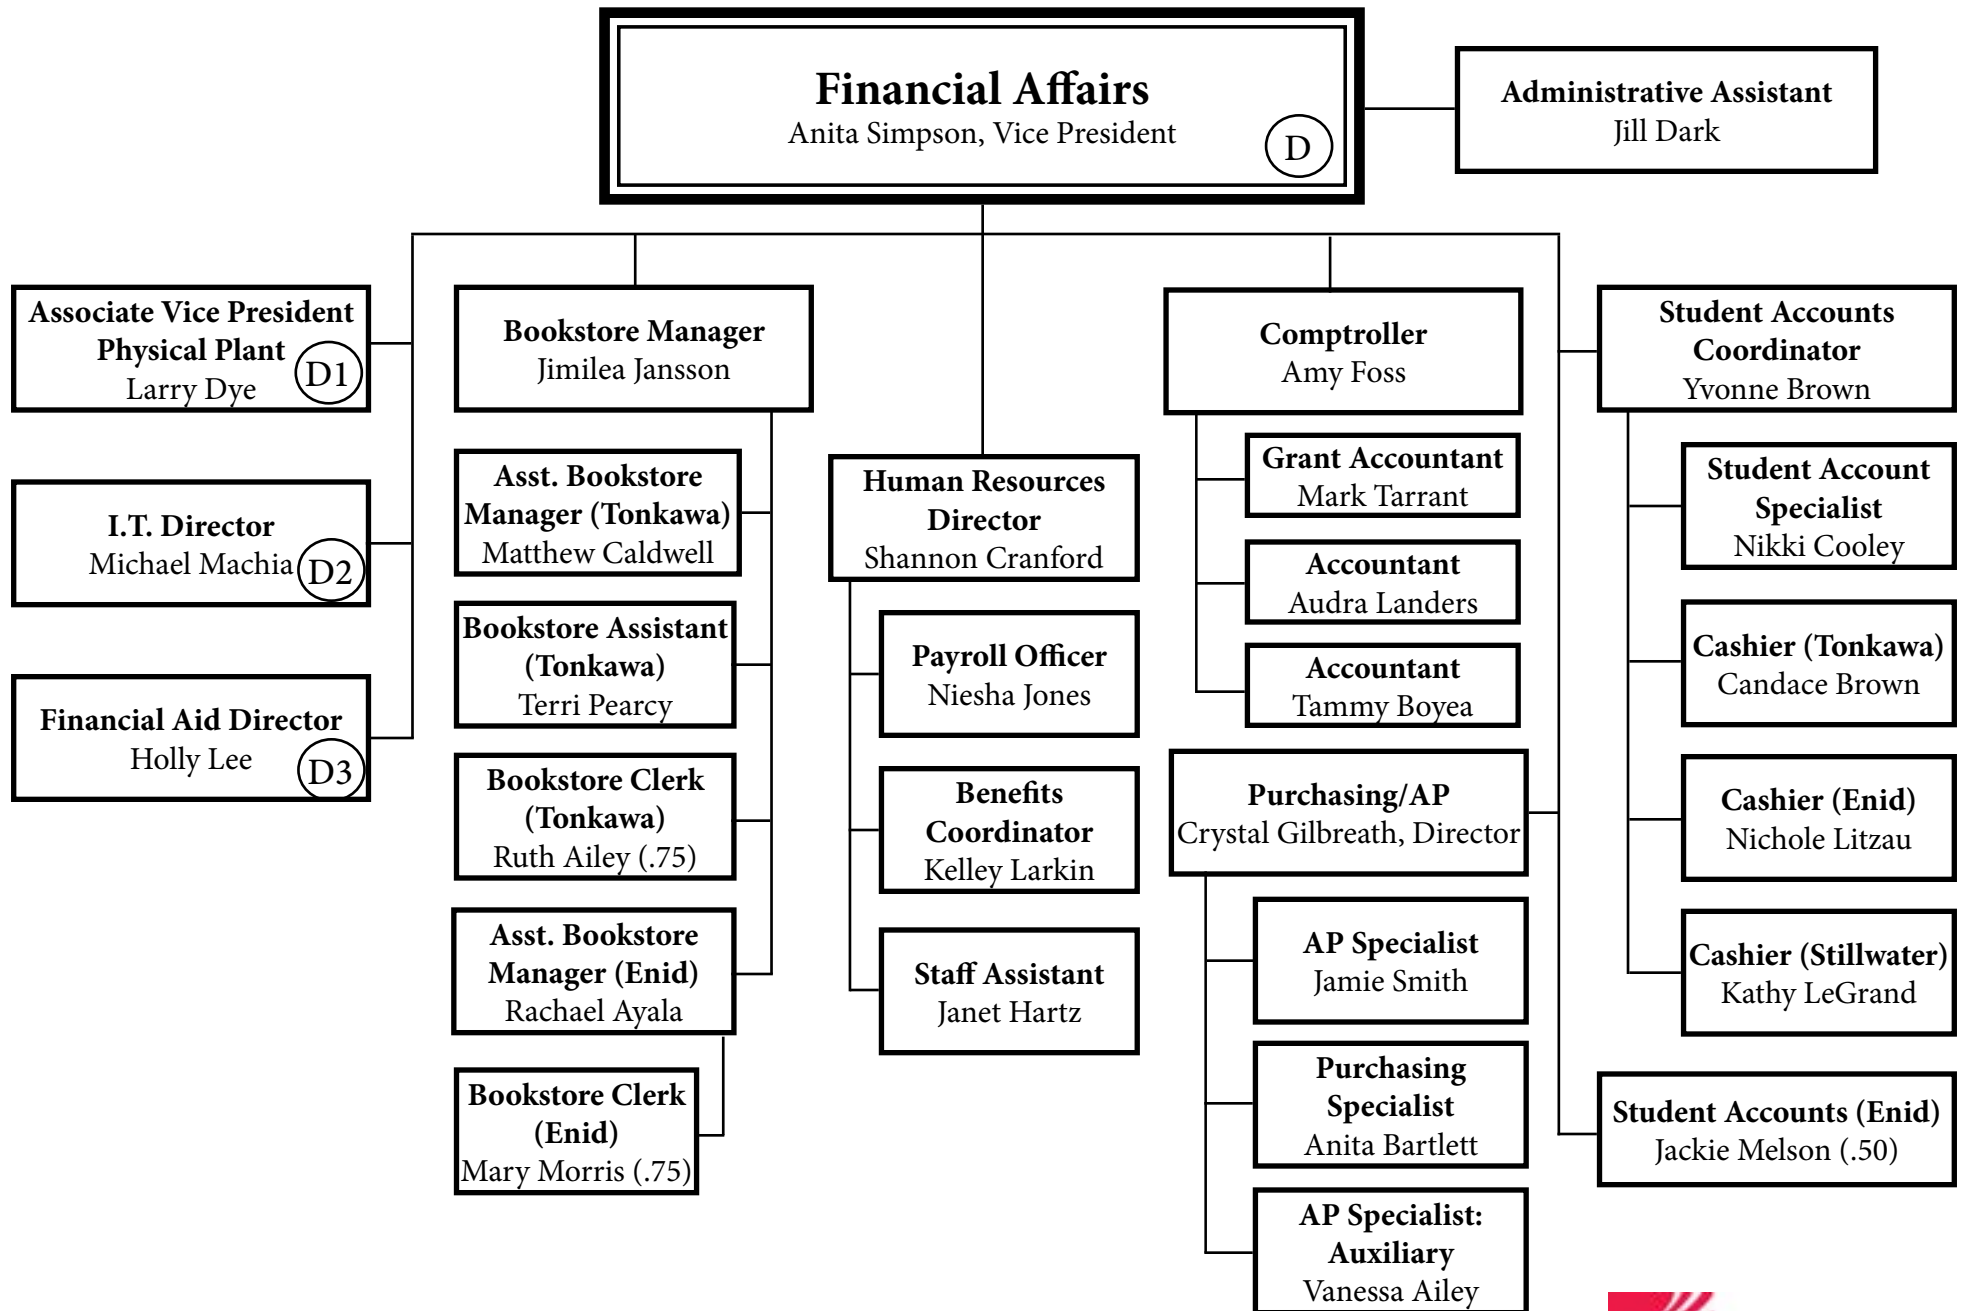 Financial Affairs
Anita Simpson, Vice President
D
Administrative Assistant
Jill Dark
Associate Vice President
Physical Plant
Larry Dye
D1
I.T. Director
Michael Machia
D2
Financial Aid Director
Holly Lee
D3
Bookstore Manager
Jimilea Jansson
Asst. Bookstore
Manager (Tonkawa)
Matthew Caldwell
Bookstore Assistant
(Tonkawa)
Terri Pearcy
Bookstore Clerk
(Tonkawa)
Ruth Ailey (.75)
Asst. Bookstore
Manager (Enid)
Rachael Ayala
Bookstore Clerk
(Enid)
Mary Morris (.75)
Human Resources
Director
Shannon Cranford
Payroll Officer
Niesha Jones
Benefits
Coordinator
Kelley Larkin
Staff Assistant
Janet Hartz
Comptroller
Amy Foss
Grant Accountant
Mark Tarrant
Accountant
Audra Landers
Accountant
Tammy Boyea
Purchasing/AP
Crystal Gilbreath, Director
AP Specialist
Jamie Smith
Purchasing
Specialist
Anita Bartlett
AP Specialist:
Auxiliary
Vanessa Ailey
Student Accounts
Coordinator
Yvonne Brown
Student Account
Specialist
Nikki Cooley
Cashier (Tonkawa)
Candace Brown
Cashier (Enid)
Nichole Litzau
Cashier (Stillwater)
Kathy LeGrand
Student Accounts (Enid)
Jackie Melson (.50)